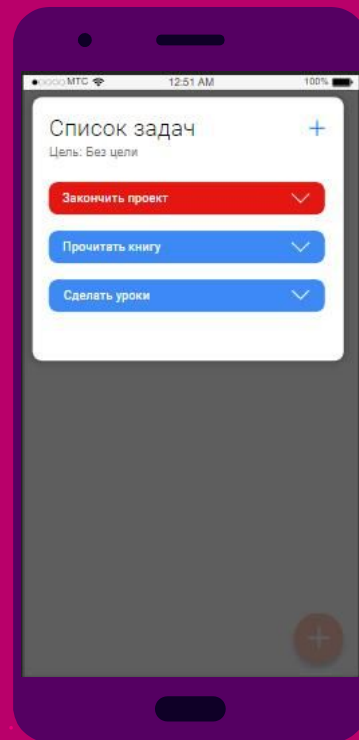 МТС 12:51 AM 100%
Список задач
Цель: Без цели
Закончить проект
Прочитать книгу
Сделать уроки